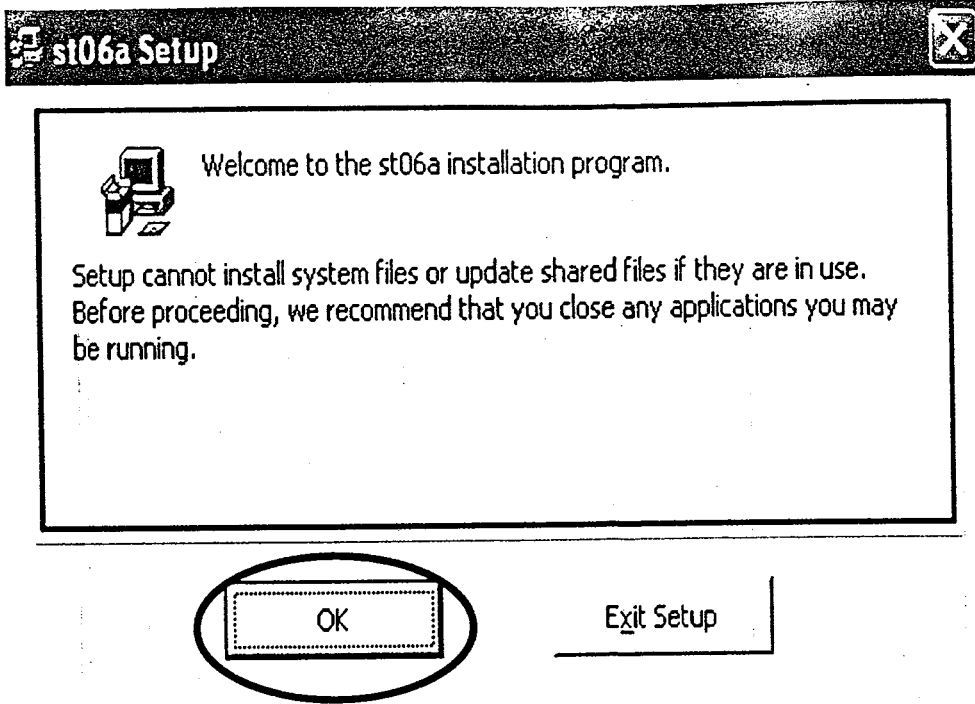 st06a Setup
Welcome to the st06a installation program.
Setup cannot install system files or update shared files if they are in use.
Before proceeding, we recommend that you close any applications you may
be running.
OK
Exit Setup